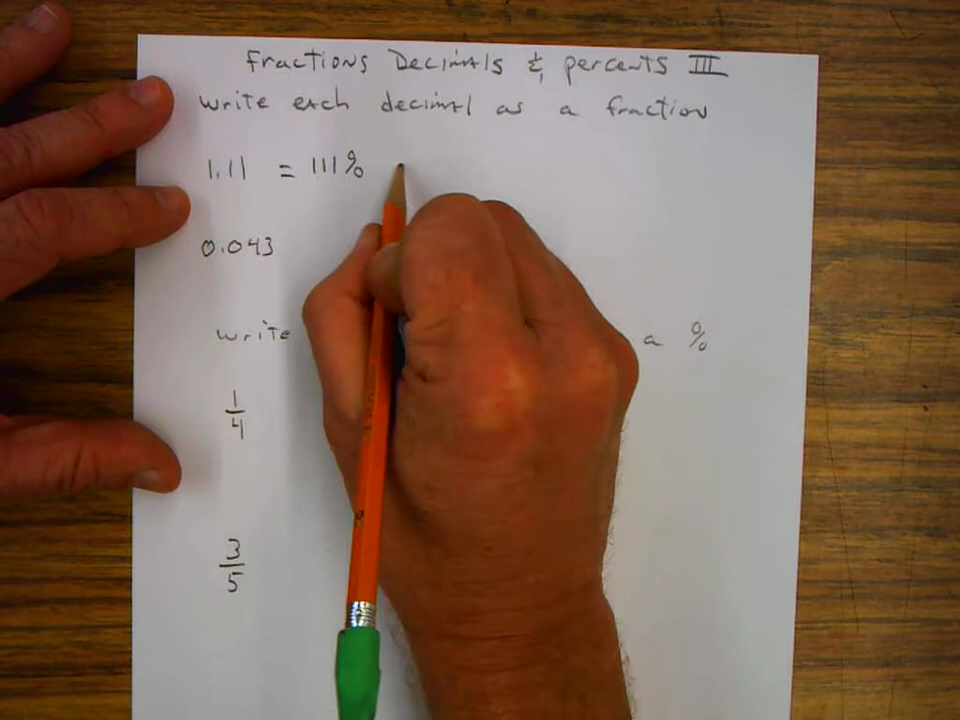 Fractions Decimals & percents III
write each decimal as a fraction
1.11 = 111%
0.043
write a %
1/4
3/5